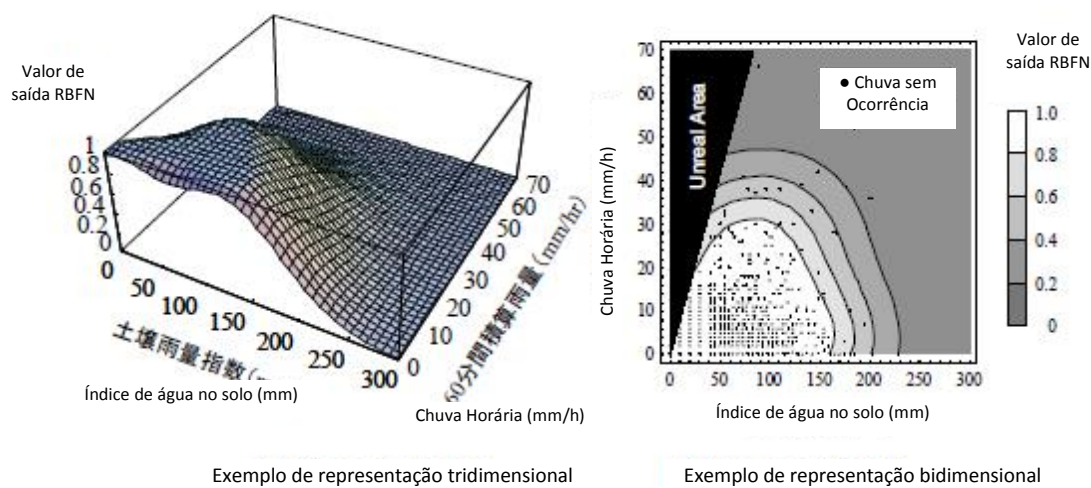 Valor de
saída RBFN
1
0.8
0.6
0.4
0.2
0
0
50
100
150
200
250
300
土壌雨量指数(
0
10
20
30
40
50
60
70
60分間積算雨量(mm/hr)
Índice de água no solo (mm)
Chuva Horária (mm/h)
Exemplo de representação tridimensional
70
60
50
40
30
20
10
0
Chuva Horária (mm/h)
Unreal Area
• Chuva sem
Ocorrência
0 50 100 150 200 250 300
Índice de água no solo (mm)
Valor de
saída RBFN
1.0
0.8
0.6
0.4
0.2
0
Exemplo de representação bidimensional